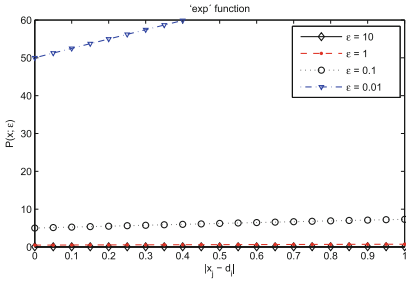 ‘exp’ function
60
50
40
30
20
10
0
P(x; ε)
ε = 10
ε = 1
ε = 0.1
ε = 0.01
0 0.1 0.2 0.3 0.4 0.5 0.6 0.7 0.8 0.9 1
|x_j − d_i|